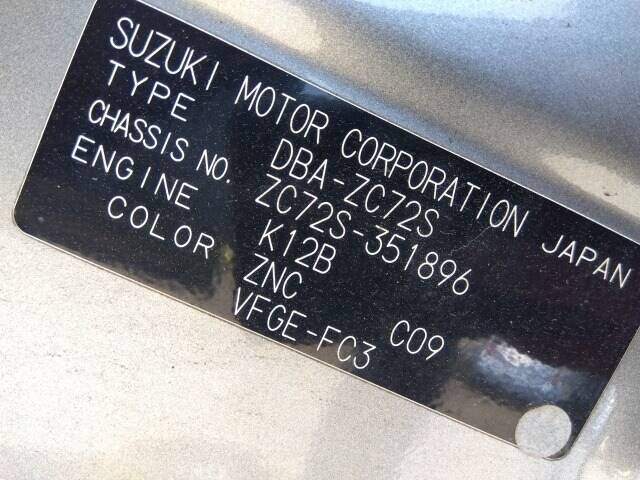 SUZUKI MOTOR CORPORATION JAPAN
TYPE DBA-ZC72S
CHASSIS NO. ZC72S-351896
ENGINE K12B
COLOR ZNC C09
VFGE-FC3